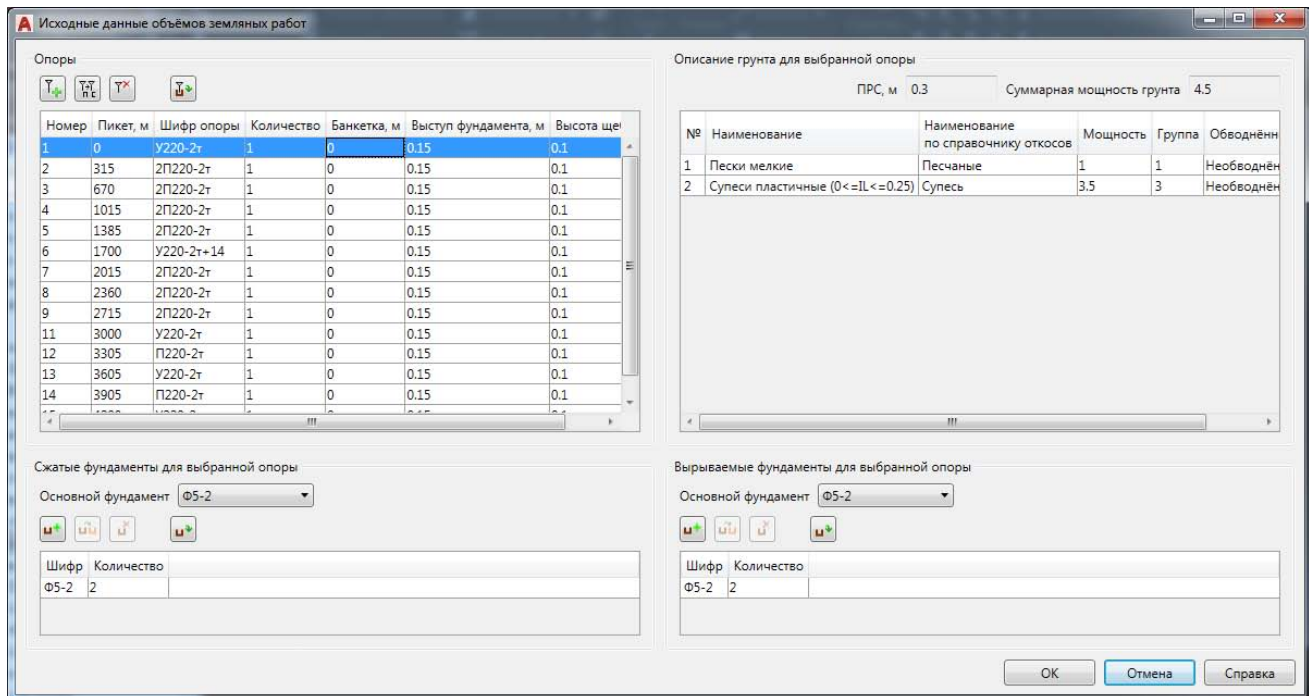 Исходные данные объёмов земляных работ
Опоры
Номер Пикет, м Шифр опоры Количество Банкетка, м Выступ фундамента, м Высота ще
1 0 У220-2т 1 0 0.15 0.1
2 315 2П220-2т 1 0 0.15 0.1
3 670 2П220-2т 1 0 0.15 0.1
4 1015 2П220-2т 1 0 0.15 0.1
5 1385 2П220-2т 1 0 0.15 0.1
6 1700 У220-2т+14 1 0 0.15 0.1
7 2015 2П220-2т 1 0 0.15 0.1
8 2360 2П220-2т 1 0 0.15 0.1
9 2715 2П220-2т 1 0 0.15 0.1
11 3000 У220-2т 1 0 0.15 0.1
12 3305 П220-2т 1 0 0.15 0.1
13 3605 У220-2т 1 0 0.15 0.1
14 3905 П220-2т 1 0 0.15 0.1
Описание грунта для выбранной опоры
ПРС, м 0.3 Суммарная мощность грунта 4.5
№ Наименование Наименование по справочнику откосов Мощность Группа Обводнённ
1 Пески мелкие Песчаные 1 1 Необводнён
2 Супеси пластичные (0<=IL<=0.25) Супесь 3.5 3 Необводнён
Сжатые фундаменты для выбранной опоры
Основной фундамент Ф5-2
Шифр Количество
Ф5-2 2
Вырываемые фундаменты для выбранной опоры
Основной фундамент Ф5-2
Шифр Количество
Ф5-2 2
ОК Отмена Справка